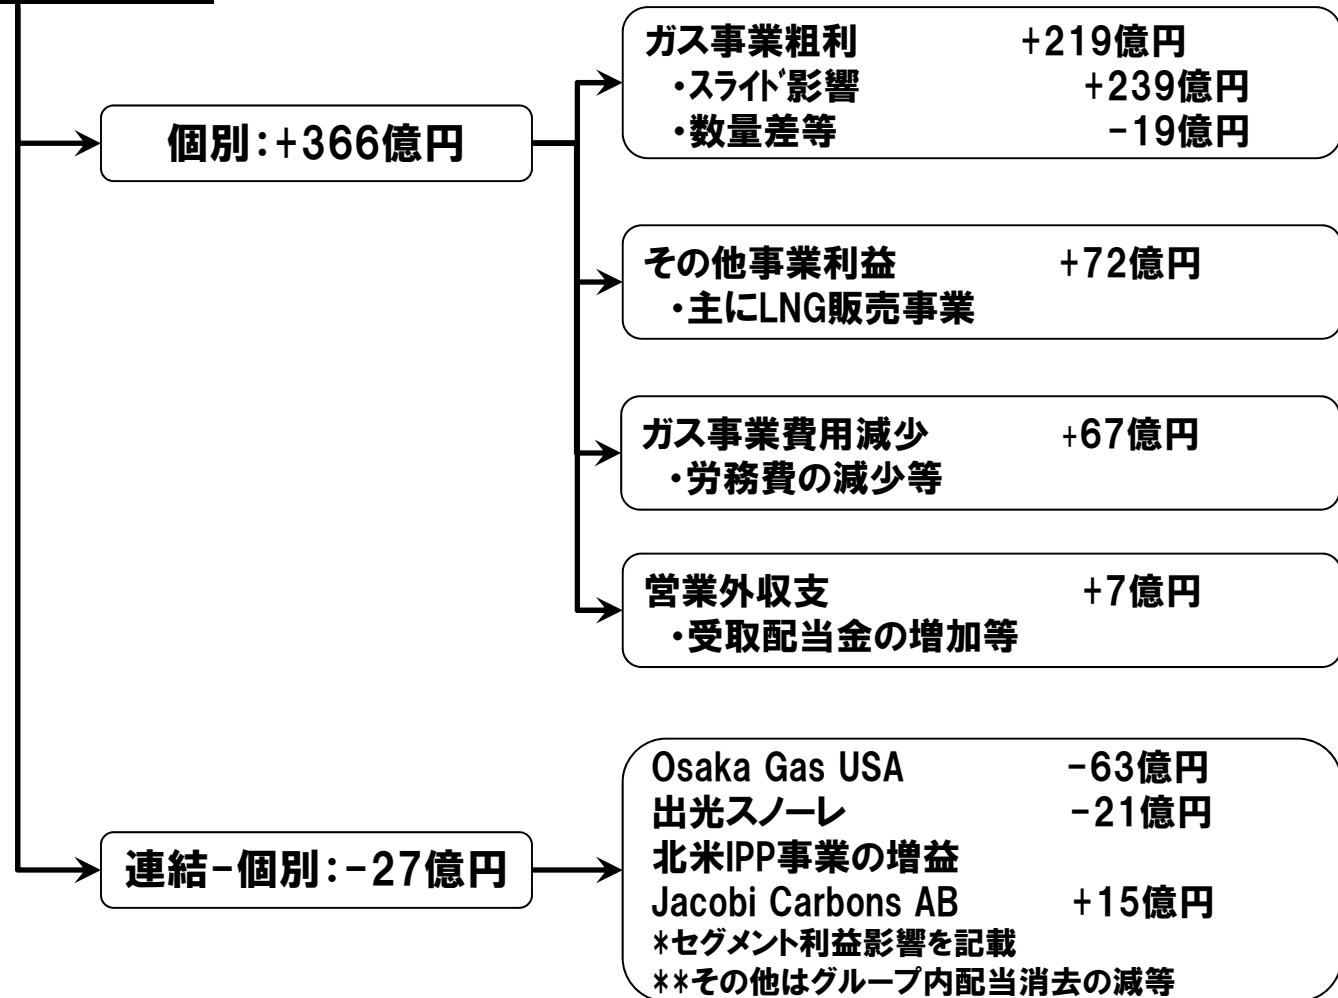 ガス事業粗利 +219億円
・スライド影響 +239億円
・数量差等 -19億円
個別：+366億円
その他事業利益 +72億円
・主にLNG販売事業
ガス事業費用減少 +67億円
・労務費の減少等
営業外収支 +7億円
・受取配当金の増加等
連結-個別：-27億円
Osaka Gas USA -63億円
出光スノーレ -21億円
北米IPP事業の増益
Jacobi Carbons AB +15億円
*セグメント利益影響を記載
**その他はグループ内配当消去の減等